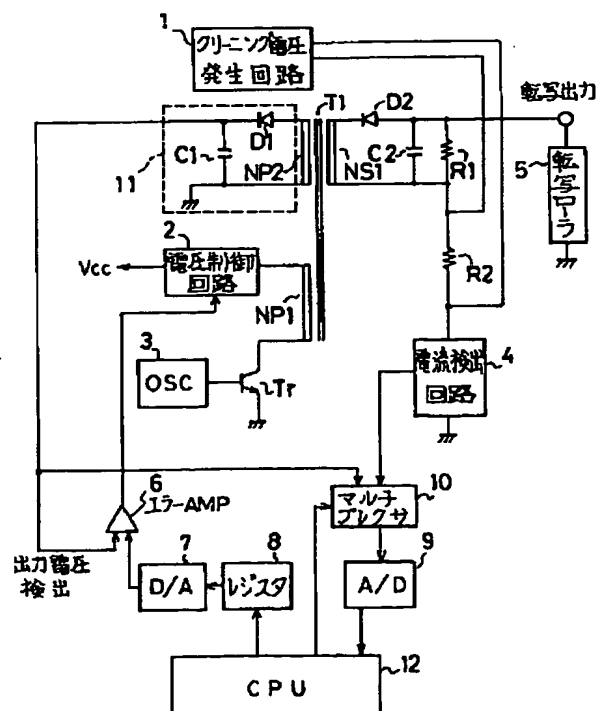 1
クリーニング電圧
発生回路
T1
D2
転写出力
D1
C1
11
NP2
NS1
C2
R1
5
転写ローラ
2
Vcc
電圧制御
回路
R2
NP1
3
OSC
Tr
電流検出
回路
4
6
エラーAMP
マルチ
プレクサ
10
出力電圧
検出
7
D/A
8
レジスタ
9
A/D
CPU
12